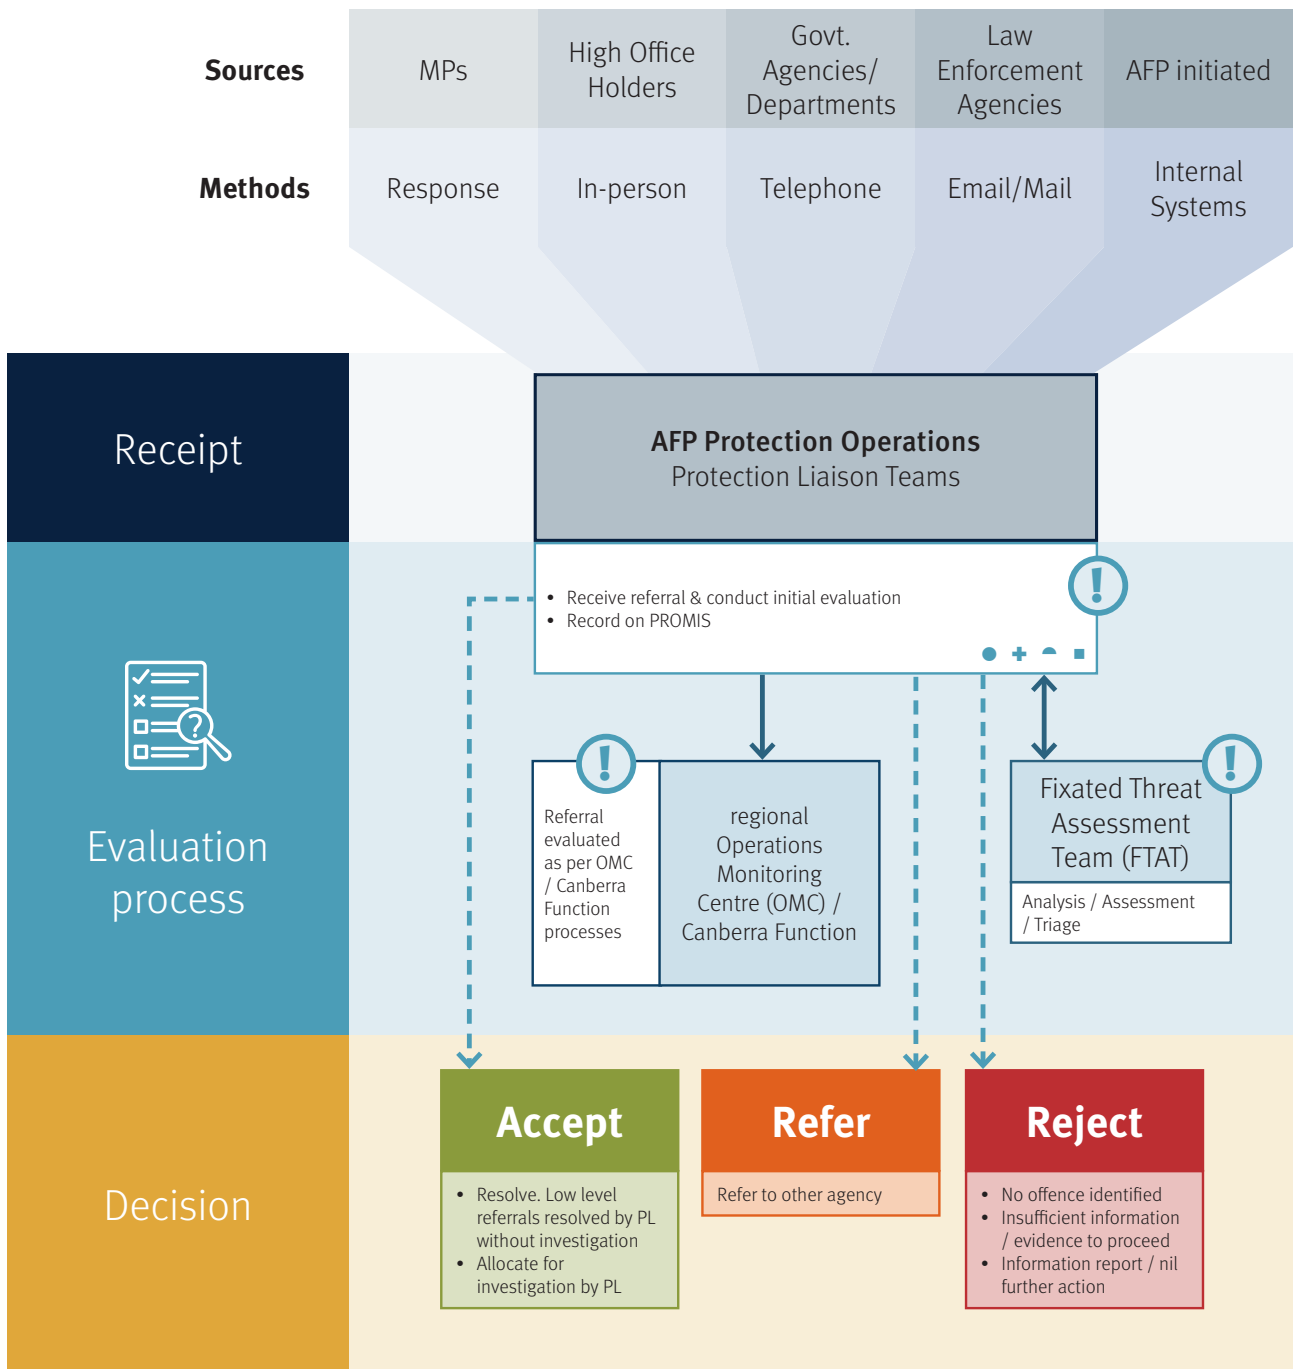 Sources
MPs
High Office
Holders
Govt.
Agencies/
Departments
Law
Enforcement
Agencies
AFP initiated
Methods
Response
In-person
Telephone
Email/Mail
Internal
Systems
Receipt
AFP Protection Operations
Protection Liaison Teams
• Receive referral & conduct initial evaluation
• Record on PROMIS
!
?
Evaluation
process
!
Referral
evaluated
as per OMC
/ Canberra
Function
processes
regional
Operations
Monitoring
Centre (OMC) /
Canberra Function
!
Fixated Threat
Assessment
Team (FTAT)
Analysis / Assessment
/ Triage
Decision
Accept
• Resolve. Low level
referrals resolved by PL
without investigation
• Allocate for
investigation by PL
Refer
Refer to other agency
Reject
• No offence identified
• Insufficient information
/ evidence to proceed
• Information report / nil
further action